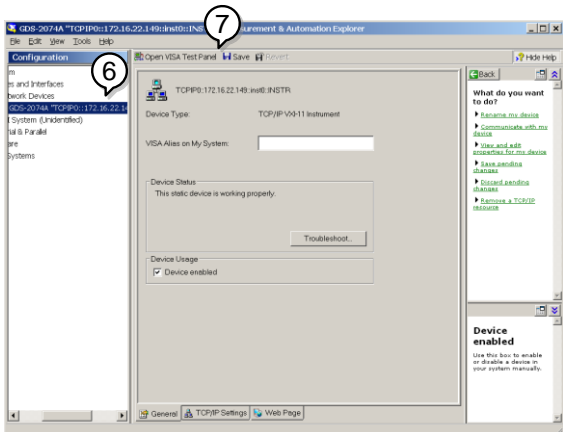 GDS-2074A "TCPIP0::172.16.22.149::inst0::INS urement & Automation Explorer
7
File Edit View Tools Help
Configuration
6
m
es and Interfaces
twork Devices
GDS-2074A "TCPIP0::172.16.22.14
l System (Unidentified)
rial & Parallel
are
Systems
Open VISA Test Panel Save Revert
Hide Help
TCPIP0::172.16.22.149::inst0::INSTR
Device Type: TCP/IP VXI-11 Instrument
VISA Alias on My System:
Device Status
This static device is working properly.
Troubleshoot...
Device Usage
Device enabled
General TCP/IP Settings Web Page
Back
What do you want
to do?
Rename my device
Communicate with my
device
View and edit
properties for my device
Save pending
changes
Discard pending
changes
Remove a TCP/IP
resource
Device
enabled
Use this box to enable
or disable a device in
your system manually.